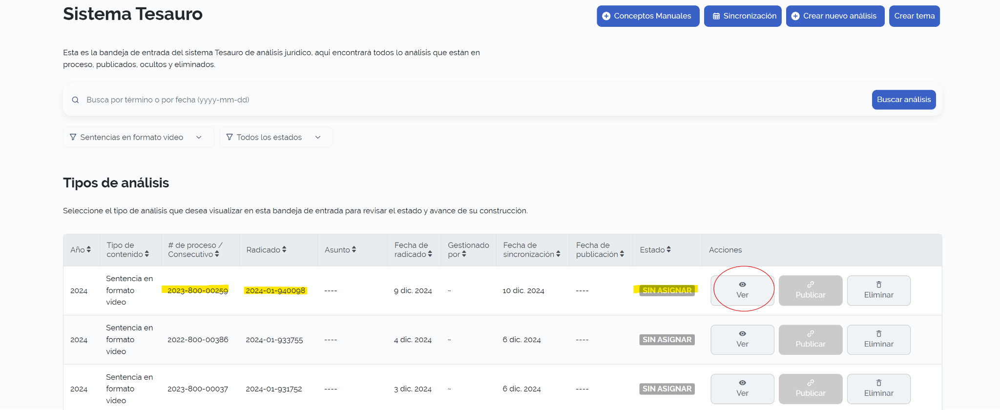 Sistema Tesauro
Conceptos Manuales
Sincronización
Crear nuevo análisis
Crear tema
Esta es la bandeja de entrada del sistema Tesauro de análisis jurídico, aqui encontrará todos lo análisis que están en
proceso, publicados, ocultos y eliminados.
Busca por término o por fecha (yyyy-mm-dd)
Buscar análisis
Sentencias en formato video
Todos los estados
Tipos de análisis
Seleccione el tipo de análisis que desea visualizar en esta bandeja de entrada para revisar el estado y avance de su construcción.
Año
Tipo de
contenido
# de proceso /
Consecutivo
Radicado
Asunto
Fecha de
radicado
Gestionado
por
Fecha de
sincronización
Fecha de
publicación
Estado
Acciones
2024
Sentencia en
formato
video
2023-800-00259
2024-01-940098
----
9 dic. 2024
~
10 dic. 2024
----
SIN ASIGNAR
Ver
Publicar
Eliminar
2024
Sentencia en
formato
video
2022-800-00386
2024-01-933755
----
4 dic. 2024
~
6 dic. 2024
----
SIN ASIGNAR
Ver
Publicar
Eliminar
2024
Sentencia en
formato
video
2023-800-00037
2024-01-931752
----
3 dic. 2024
~
6 dic. 2024
----
SIN ASIGNAR
Ver
Publicar
Eliminar